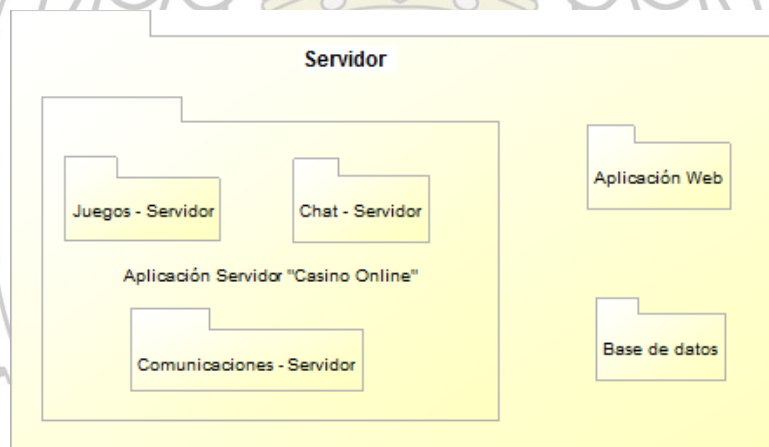 Servidor
Juegos - Servidor
Chat - Servidor
Aplicación Servidor "Casino Online"
Comunicaciones - Servidor
Aplicación Web
Base de datos